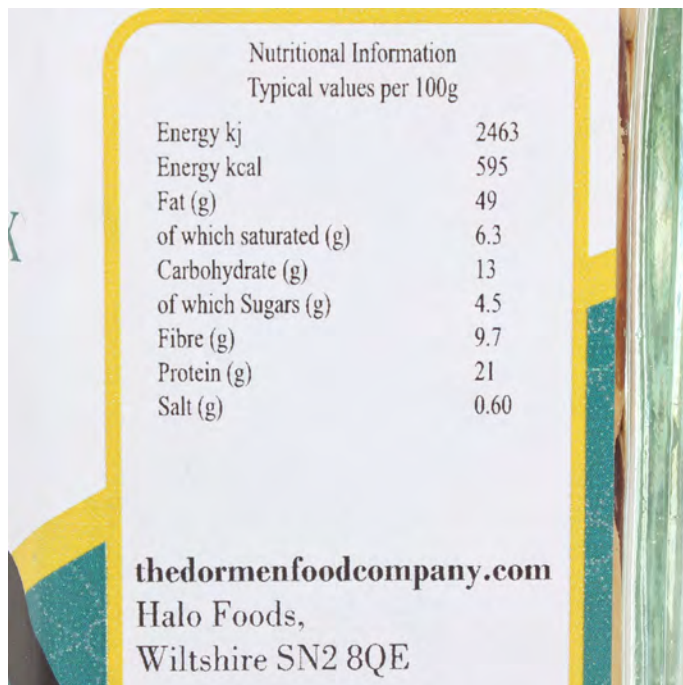 Nutritional Information
Typical values per 100g
Energy kj 2463
Energy kcal 595
Fat (g) 49
of which saturated (g) 6.3
Carbohydrate (g) 13
of which Sugars (g) 4.5
Fibre (g) 9.7
Protein (g) 21
Salt (g) 0.60
X
thedormenfoodcompany.com
Halo Foods,
Wiltshire SN2 8QE